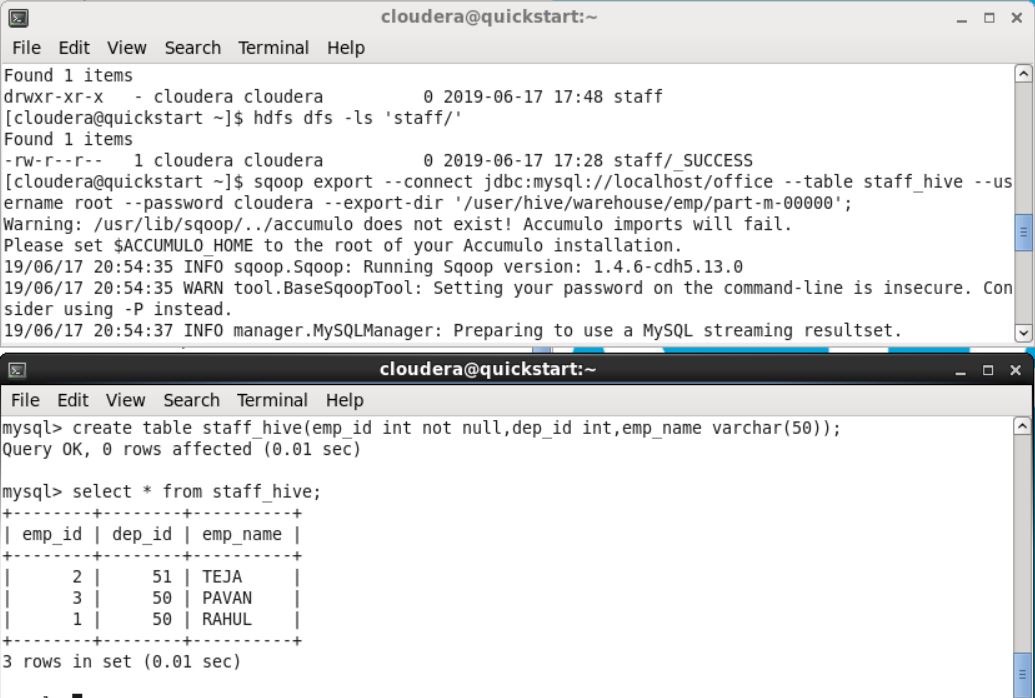 cloudera@quickstart:~
File Edit View Search Terminal Help
Found 1 items
drwxr-xr-x   - cloudera cloudera          0 2019-06-17 17:48 staff
[cloudera@quickstart ~]$ hdfs dfs -ls 'staff/'
Found 1 items
-rw-r--r--   1 cloudera cloudera          0 2019-06-17 17:28 staff/_SUCCESS
[cloudera@quickstart ~]$ sqoop export --connect jdbc:mysql://localhost/office --table staff_hive --us
ername root --password cloudera --export-dir '/user/hive/warehouse/emp/part-m-00000';
Warning: /usr/lib/sqoop/../accumulo does not exist! Accumulo imports will fail.
Please set $ACCUMULO_HOME to the root of your Accumulo installation.
19/06/17 20:54:35 INFO sqoop.Sqoop: Running Sqoop version: 1.4.6-cdh5.13.0
19/06/17 20:54:35 WARN tool.BaseSqoopTool: Setting your password on the command-line is insecure. Con
sider using -P instead.
19/06/17 20:54:37 INFO manager.MySQLManager: Preparing to use a MySQL streaming resultset.
cloudera@quickstart:~
File Edit View Search Terminal Help
mysql> create table staff_hive(emp_id int not null,dep_id int,emp_name varchar(50));
Query OK, 0 rows affected (0.01 sec)
mysql> select * from staff_hive;
+--------+--------+----------+
| emp_id | dep_id | emp_name |
+--------+--------+----------+
|      2 |     51 | TEJA     |
|      3 |     50 | PAVAN    |
|      1 |     50 | RAHUL    |
+--------+--------+----------+
3 rows in set (0.01 sec)